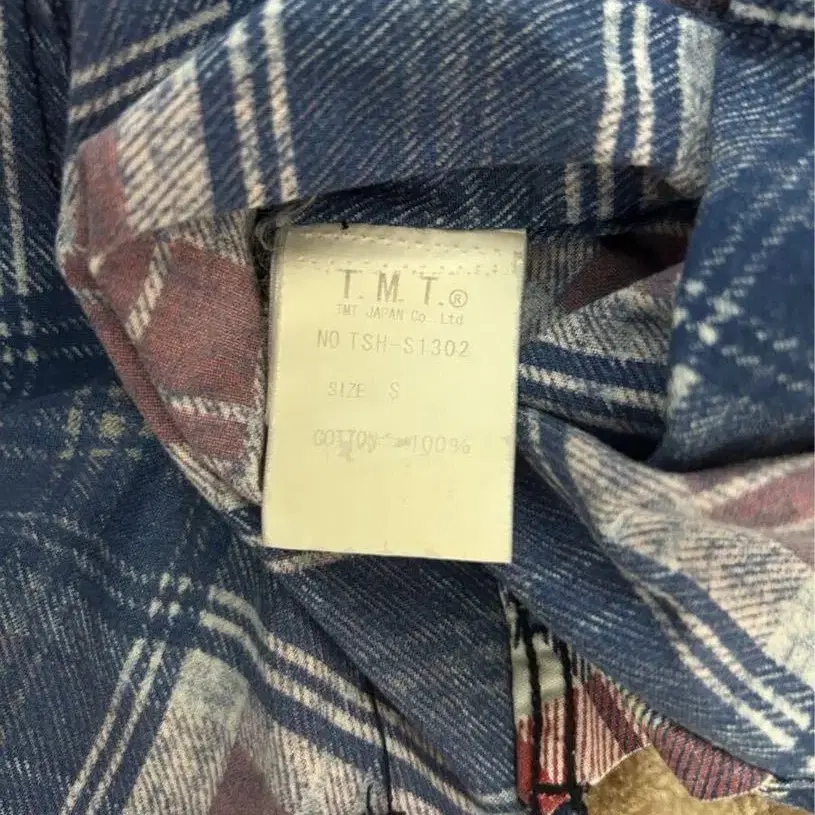 T. M. T.®
TMT JAPAN Co., Ltd
NO TSH-S1302
SIZE S
COTTON 100%